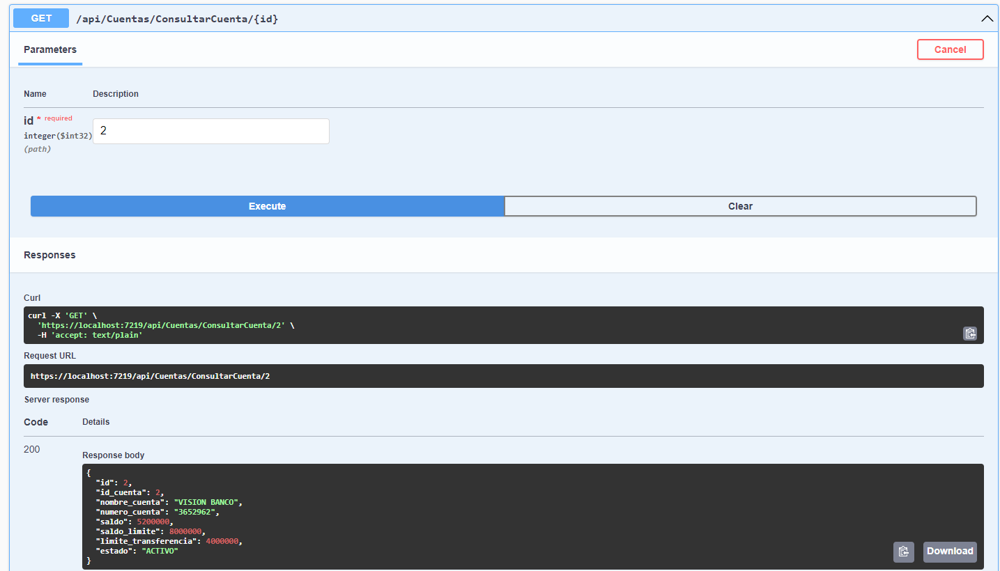 GET /api/Cuentas/ConsultarCuenta/{id}
Parameters
Cancel
Name Description
id * required
integer($int32)
(path)
2
Execute Clear
Responses
Curl
curl -X 'GET' \
  'https://localhost:7219/api/Cuentas/ConsultarCuenta/2' \
  -H 'accept: text/plain'
Request URL
https://localhost:7219/api/Cuentas/ConsultarCuenta/2
Server response
Code Details
200
Response body
{
  "id": 2,
  "id_cuenta": 2,
  "nombre_cuenta": "VISION BANCO",
  "numero_cuenta": "3652962",
  "saldo": 5200000,
  "saldo_limite": 8000000,
  "limite_transferencia": 4000000,
  "estado": "ACTIVO"
}
Download